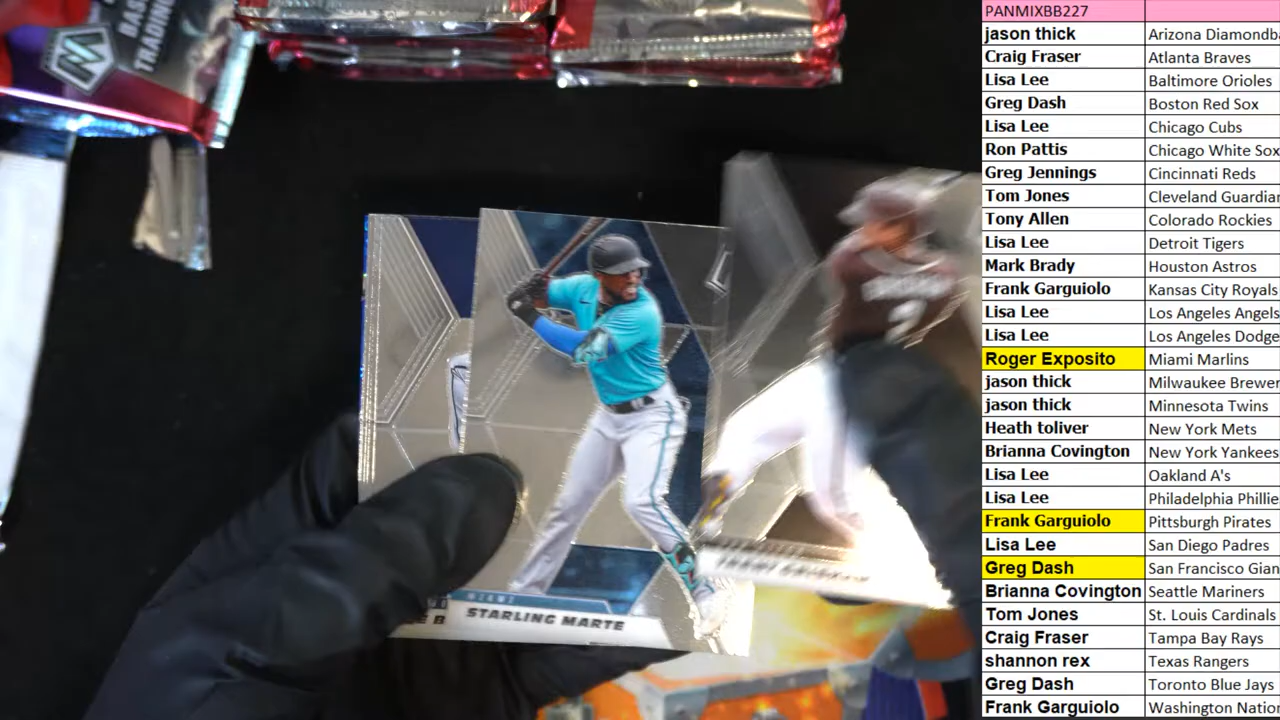 BASE
TRADING
MIAMI
STARLING MARTE
PANMIXBB227
jason thick Arizona Diamondba
Craig Fraser Atlanta Braves
Lisa Lee Baltimore Orioles
Greg Dash Boston Red Sox
Lisa Lee Chicago Cubs
Ron Pattis Chicago White Sox
Greg Jennings Cincinnati Reds
Tom Jones Cleveland Guardian
Tony Allen Colorado Rockies
Lisa Lee Detroit Tigers
Mark Brady Houston Astros
Frank Garguiolo Kansas City Royals
Lisa Lee Los Angeles Angels
Lisa Lee Los Angeles Dodge
Roger Exposito Miami Marlins
jason thick Milwaukee Brewer
jason thick Minnesota Twins
Heath toliver New York Mets
Brianna Covington New York Yankees
Lisa Lee Oakland A's
Lisa Lee Philadelphia Phillie
Frank Garguiolo Pittsburgh Pirates
Lisa Lee San Diego Padres
Greg Dash San Francisco Gian
Brianna Covington Seattle Mariners
Tom Jones St. Louis Cardinals
Craig Fraser Tampa Bay Rays
shannon rex Texas Rangers
Greg Dash Toronto Blue Jays
Frank Garguiolo Washington Nation